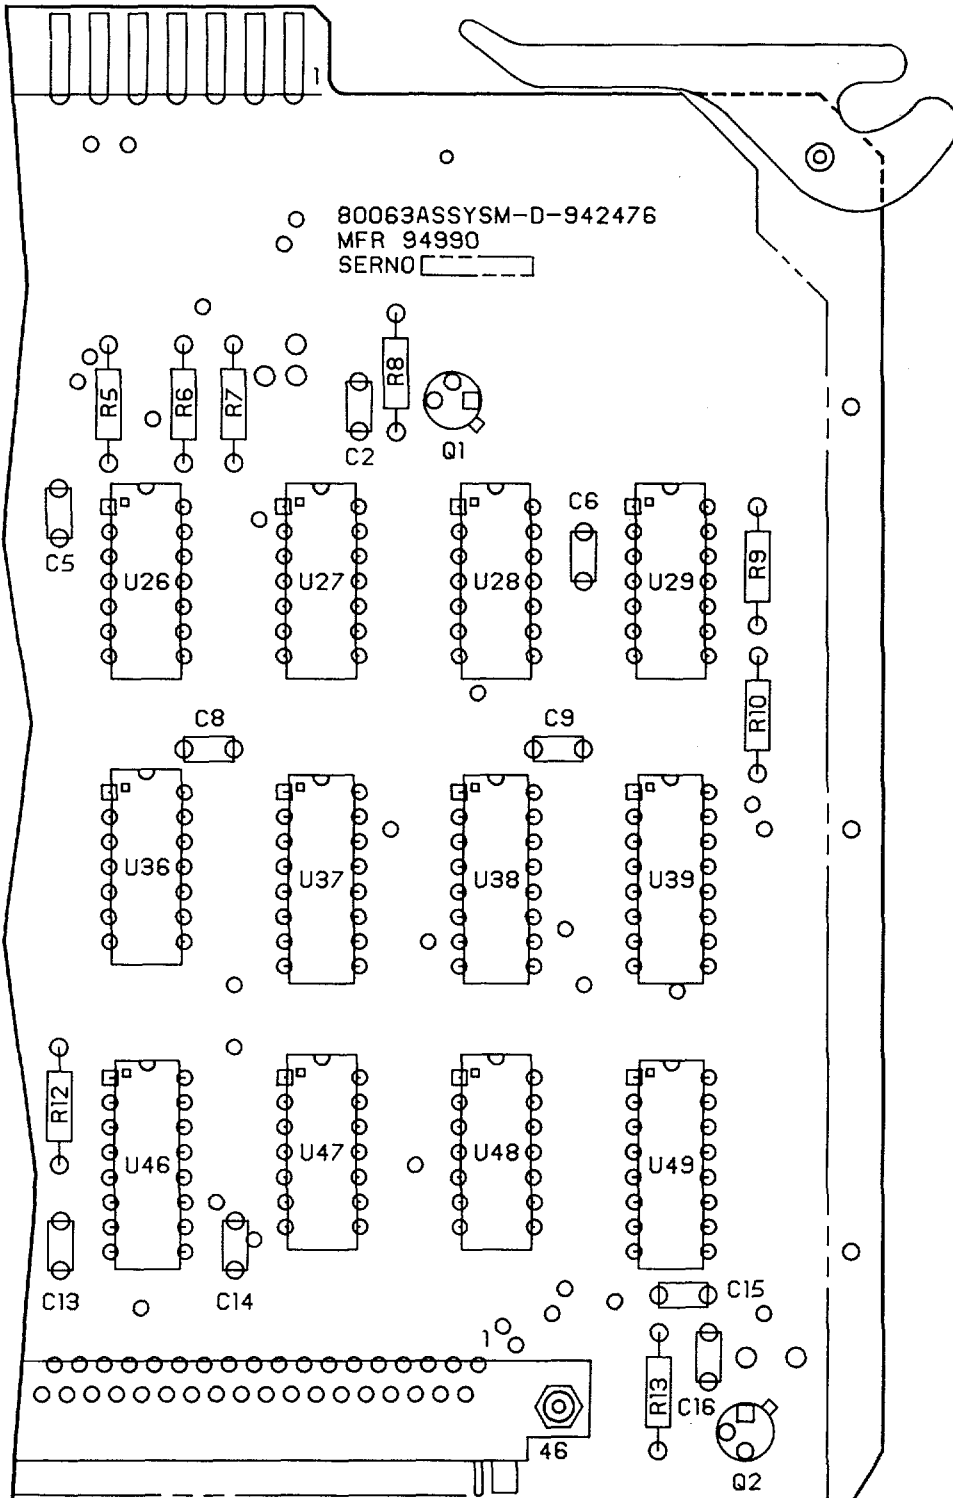 1
80063ASSYSM-D-942476
MFR 94990
SERNO
R5 R6 R7 R8
C2 Q1
C5 C6
U26 U27 U28 U29 R9
R10
C8 C9
U36 U37 U38 U39
R12
U46 U47 U48 U49
C13 C14 C15
1
R13 C16
46 Q2